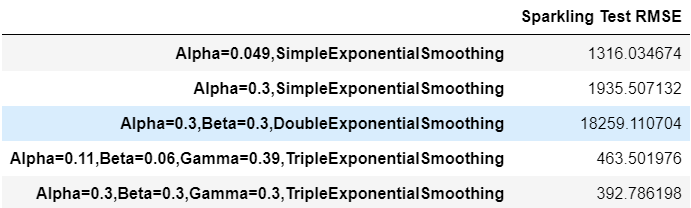 Sparkling Test RMSE
Alpha=0.049,SimpleExponentialSmoothing 1316.034674
Alpha=0.3,SimpleExponentialSmoothing 1935.507132
Alpha=0.3,Beta=0.3,DoubleExponentialSmoothing 18259.110704
Alpha=0.11,Beta=0.06,Gamma=0.39,TripleExponentialSmoothing 463.501976
Alpha=0.3,Beta=0.3,Gamma=0.3,TripleExponentialSmoothing 392.786198